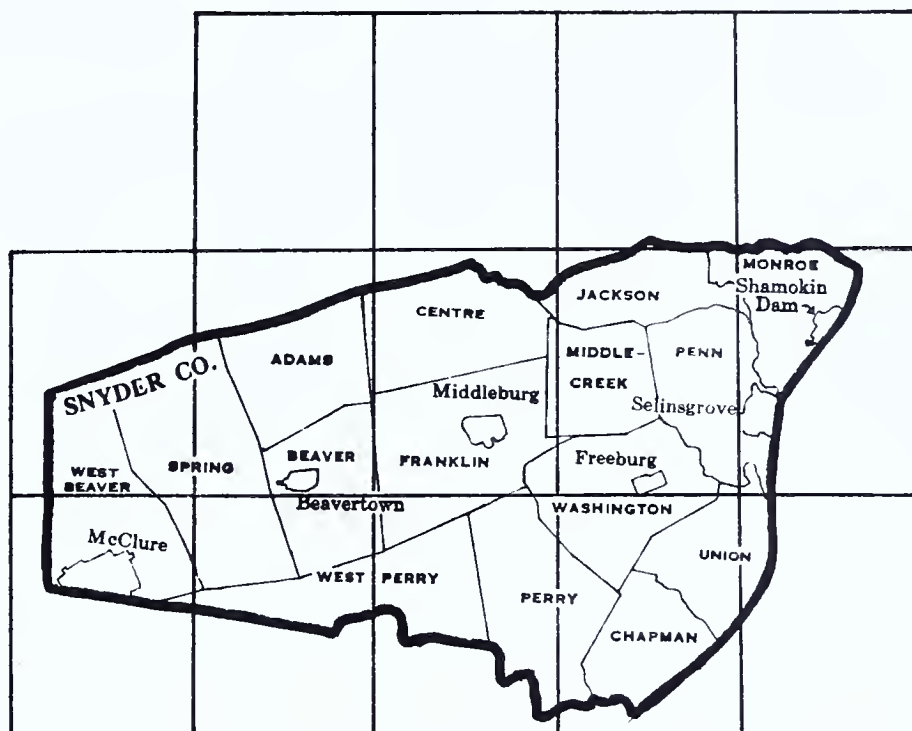 MONROE
Shamokin
Dam
JACKSON
CENTRE
ADAMS
MIDDLE-
CREEK
PENN
SNYDER CO.
Middleburg
Selinsgrove
WEST
BEAVER
SPRING
BEAVER
FRANKLIN
Freeburg
Beavertown
WASHINGTON
McClure
UNION
WEST PERRY
PERRY
CHAPMAN